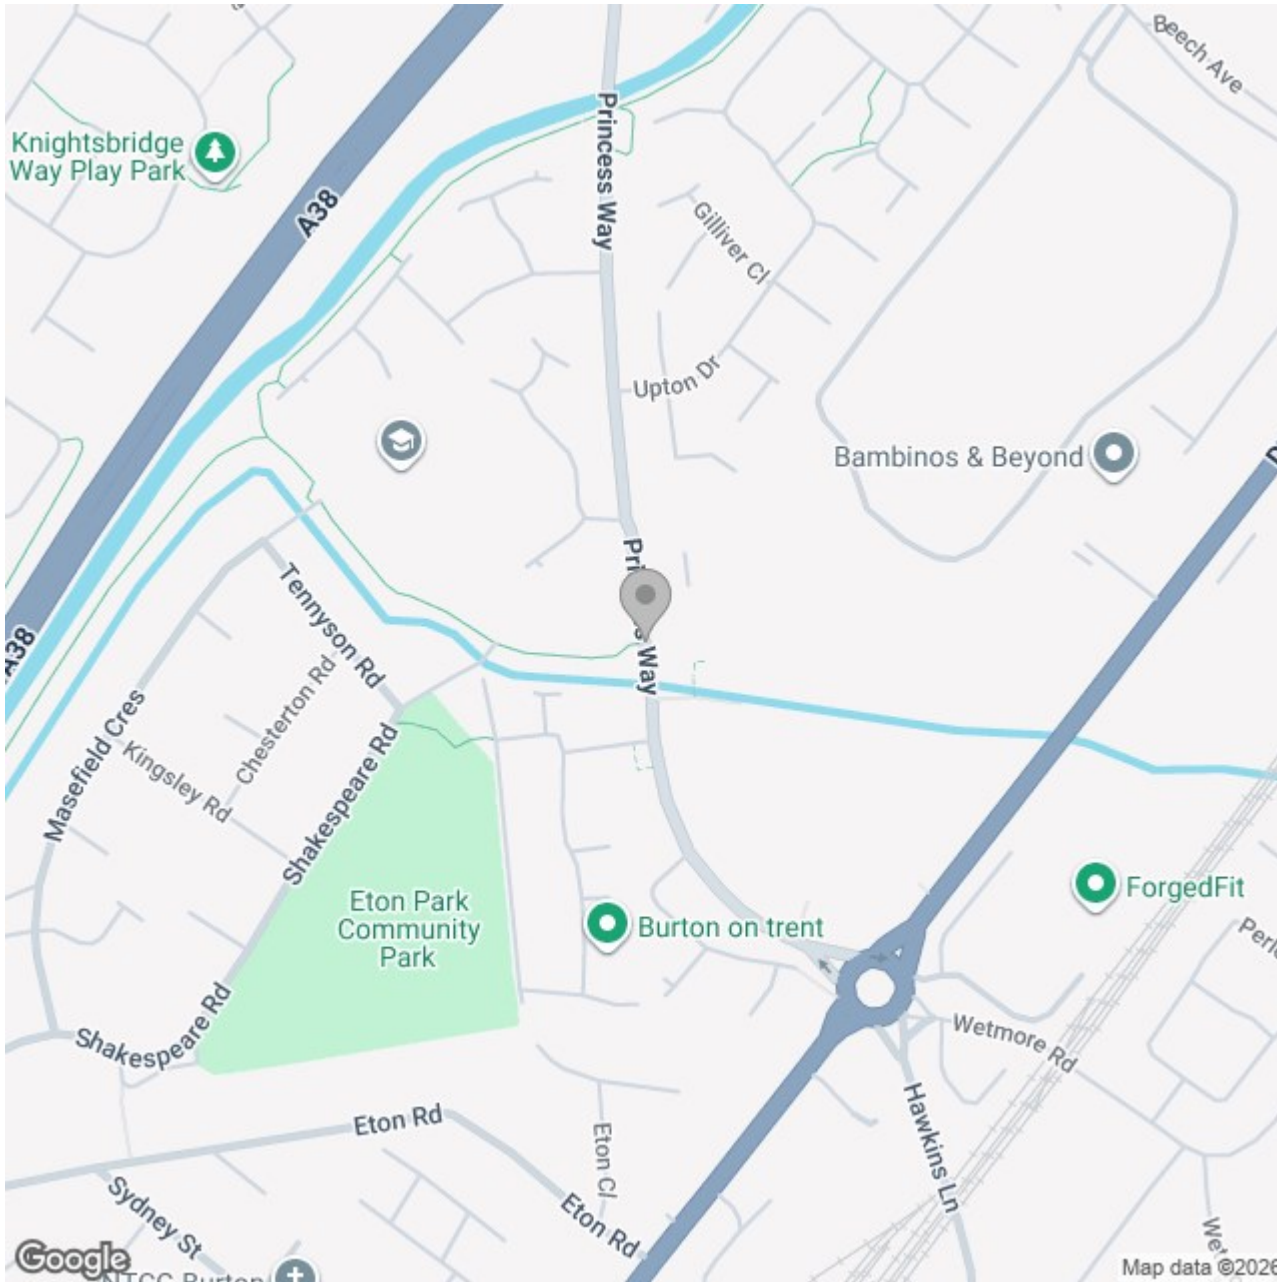 Beech Ave
Knightsbridge
Way Play Park
Princess Way
A38
Gilliver Cl
Upton Dr
Bambinos & Beyond
Tennyson Rd
Way
A38
Chesterton Rd
Masefield Cres
Kingsley Rd
Shakespeare Rd
Eton Park
Community
Park
Burton on trent
ForgedFit
Shakespeare Rd
Wetmore Rd
Hawkins Ln
Eton Rd
Eton Cl
Sydney St
Eton Rd
Google
Map data ©2026